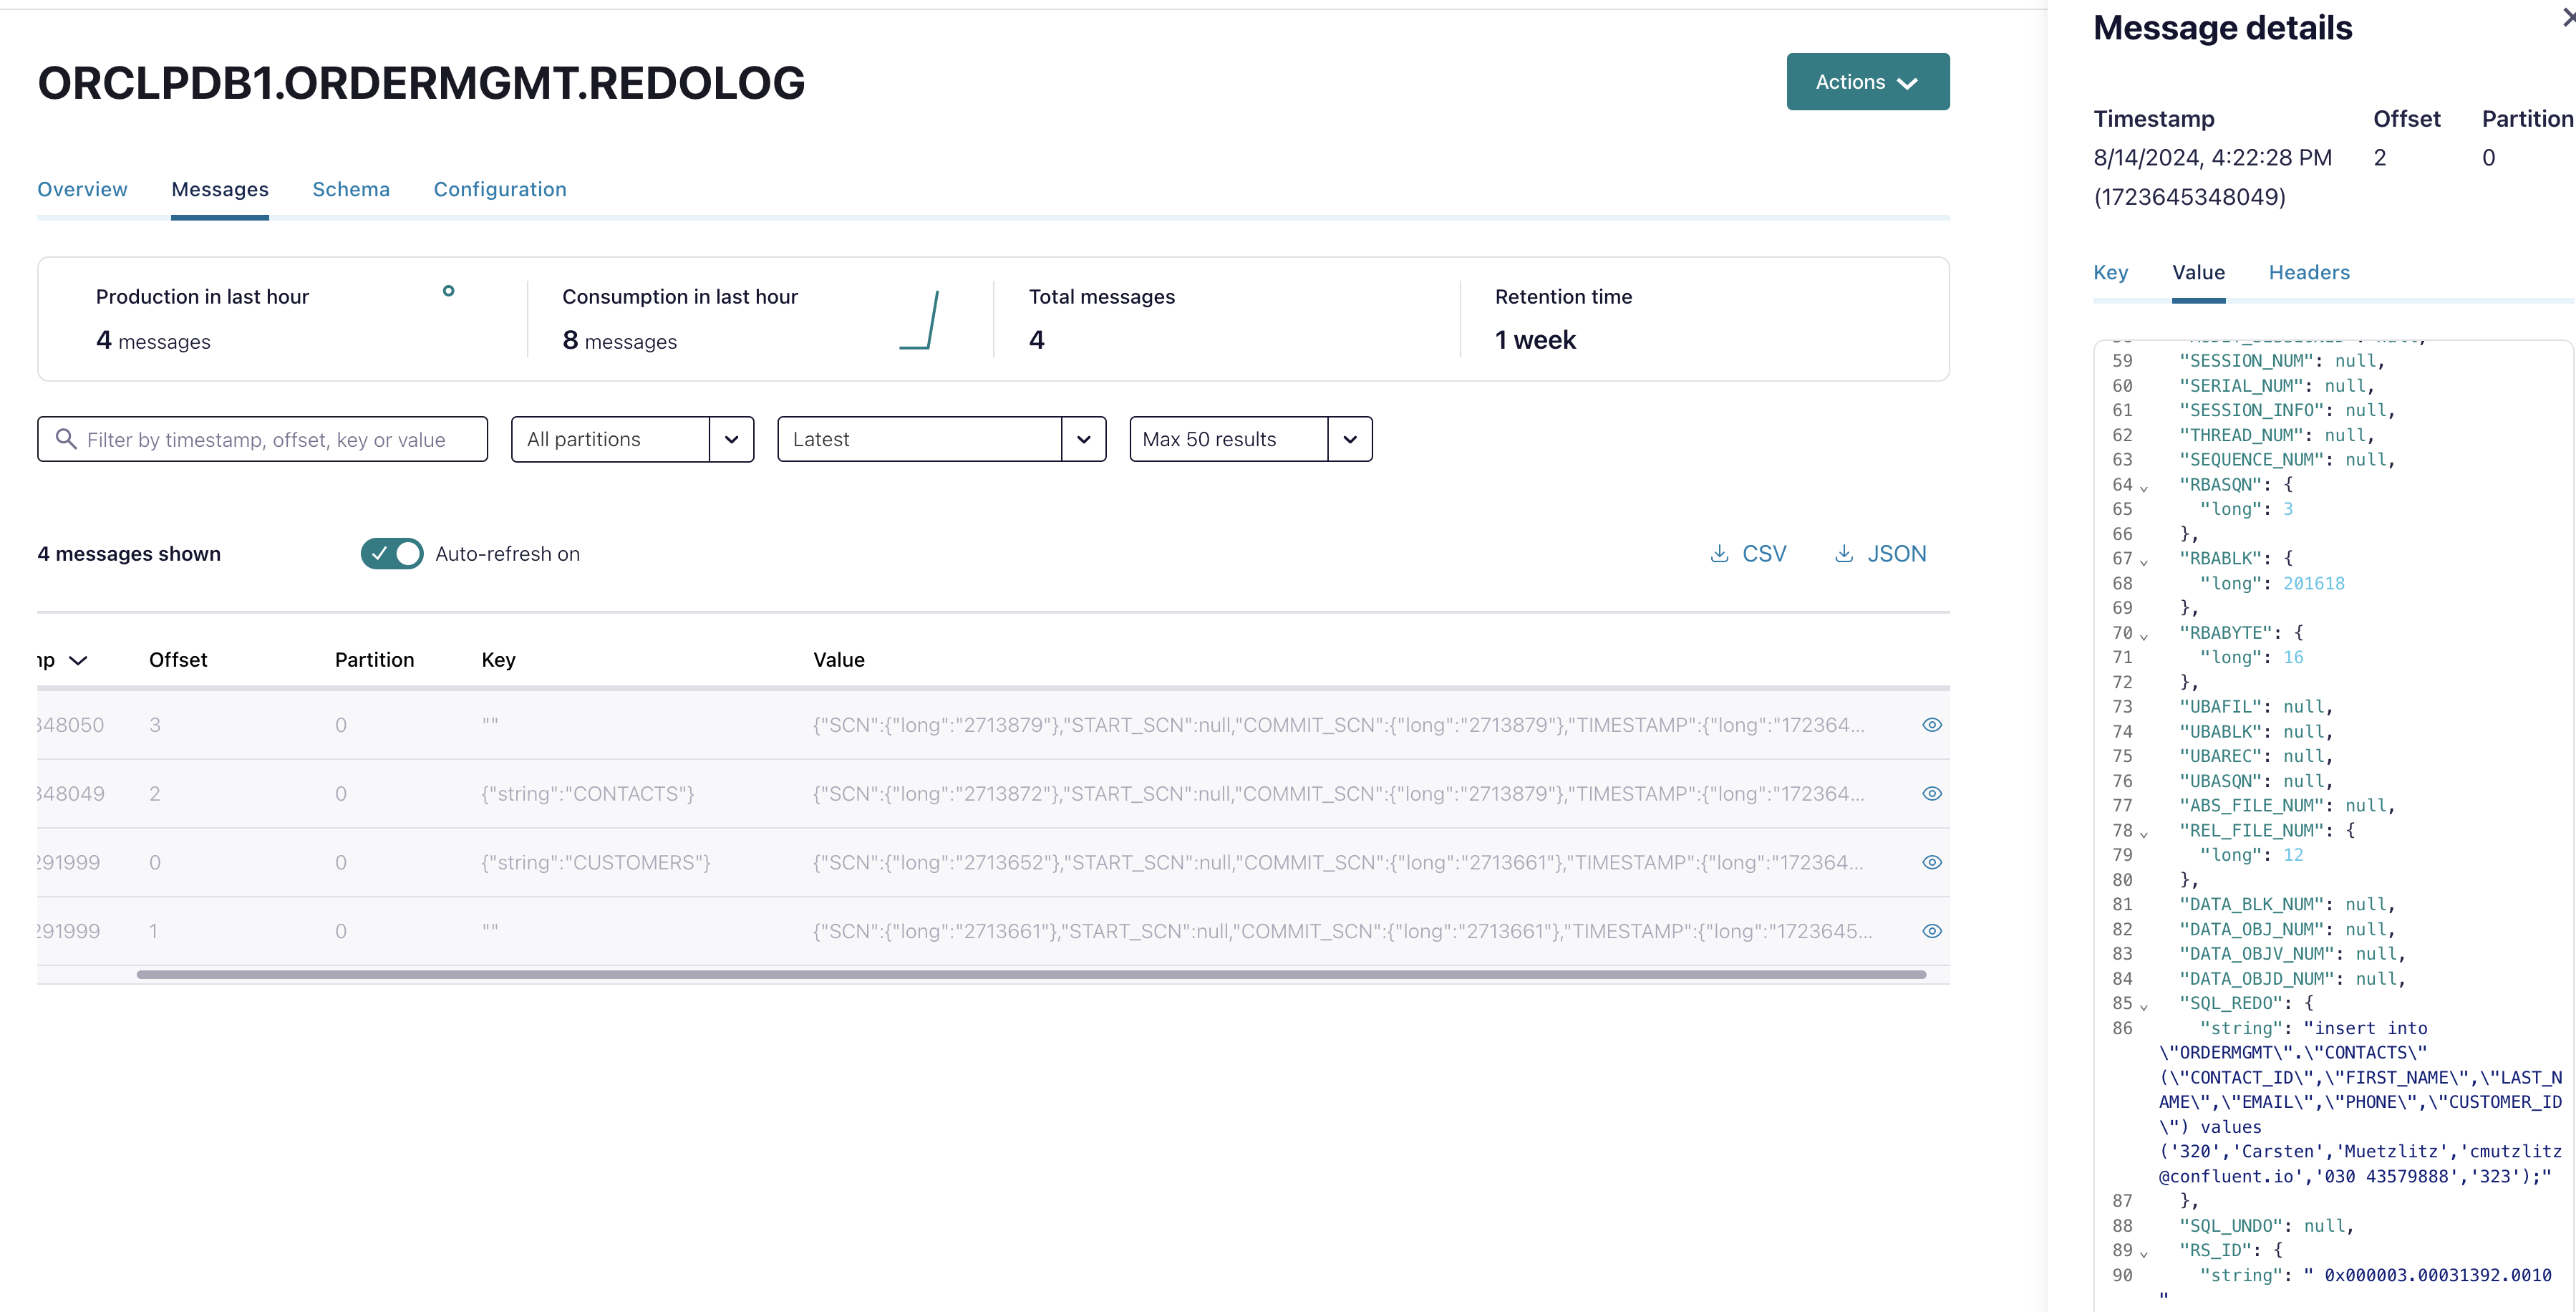 ORCLPDB1.ORDERMGMT.REDOLOG
Actions
Overview Messages Schema Configuration
Production in last hour
4 messages
Consumption in last hour
8 messages
Total messages
4
Retention time
1 week
Filter by timestamp, offset, key or value
All partitions
Latest
Max 50 results
4 messages shown
Auto-refresh on
CSV JSON
np Offset Partition Key Value
348050 3 0 "" {"SCN":{"long":"2713879"},"START_SCN":null,"COMMIT_SCN":{"long":"2713879"},"TIMESTAMP":{"long":"172364...
348049 2 0 {"string":"CONTACTS"} {"SCN":{"long":"2713872"},"START_SCN":null,"COMMIT_SCN":{"long":"2713879"},"TIMESTAMP":{"long":"172364...
291999 0 0 {"string":"CUSTOMERS"} {"SCN":{"long":"2713652"},"START_SCN":null,"COMMIT_SCN":{"long":"2713661"},"TIMESTAMP":{"long":"172364...
291999 1 0 "" {"SCN":{"long":"2713661"},"START_SCN":null,"COMMIT_SCN":{"long":"2713661"},"TIMESTAMP":{"long":"1723645...
Message details
Timestamp Offset Partition
8/14/2024, 4:22:28 PM 2 0
(1723645348049)
Key Value Headers
59 "SESSION_NUM": null,
60 "SERIAL_NUM": null,
61 "SESSION_INFO": null,
62 "THREAD_NUM": null,
63 "SEQUENCE_NUM": null,
64 "RBASQN": {
65 "long": 3
66 },
67 "RBABLK": {
68 "long": 201618
69 },
70 "RBABYTE": {
71 "long": 16
72 },
73 "UBAFIL": null,
74 "UBABLK": null,
75 "UBAREC": null,
76 "UBASQN": null,
77 "ABS_FILE_NUM": null,
78 "REL_FILE_NUM": {
79 "long": 12
80 },
81 "DATA_BLK_NUM": null,
82 "DATA_OBJ_NUM": null,
83 "DATA_OBJV_NUM": null,
84 "DATA_OBJD_NUM": null,
85 "SQL_REDO": {
86 "string": "insert into
\"ORDERMGMT\".\"CONTACTS\"
(\"CONTACT_ID\",\"FIRST_NAME\",\"LAST_N
AME\",\"EMAIL\",\"PHONE\",\"CUSTOMER_ID
\") values
('320','Carsten','Muetzlitz','cmutzlitz
@confluent.io','030 43579888','323');"
87 },
88 "SQL_UNDO": null,
89 "RS_ID": {
90 "string": " 0x000003.00031392.0010
"